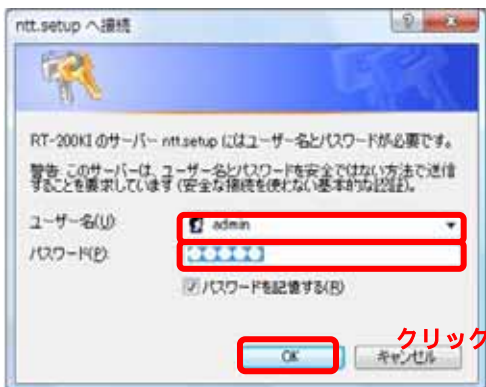 ntt.setup へ接続
RT-200KI のサーバー ntt.setup にはユーザー名とパスワードが必要です。
警告: このサーバーは、ユーザー名とパスワードを安全ではない方法で送信
することを要求しています (安全な接続を使わない基本的な認証)。
ユーザー名(U):
admin
パスワード(P):
パスワードを記憶する(R)
クリック
OK
キャンセル